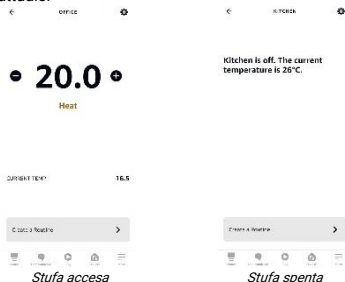 OFFICE
20.0
Heat
CURRENT TEMP
16.5
Create a Routine
Stufa accesa
KITCHEN
Kitchen is off. The current
temperature is 26°C.
Create a Routine
Stufa spenta